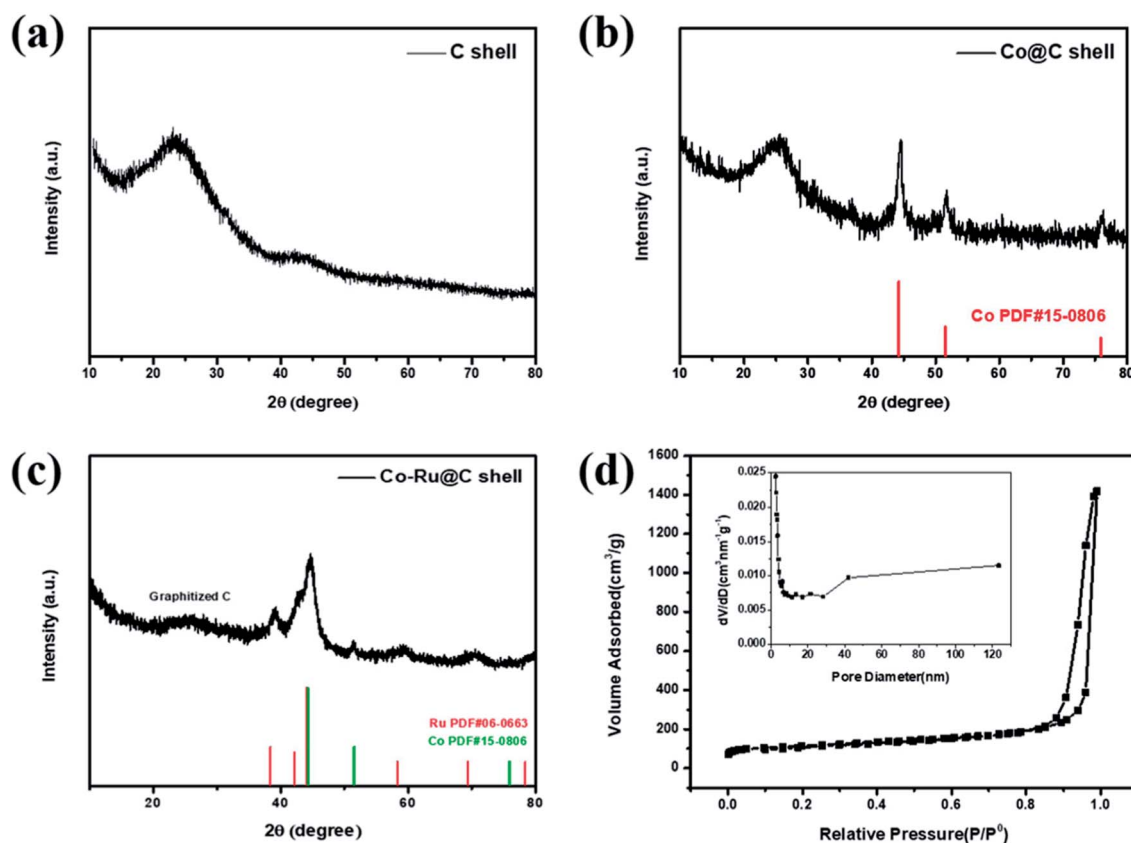 (a)
C shell
Intensity (a.u.)
10 20 30 40 50 60 70 80
2θ (degree)
(b)
Co@C shell
Intensity (a.u.)
Co PDF#15-0806
10 20 30 40 50 60 70 80
2θ (degree)
(c)
Co-Ru@C shell
Intensity (a.u.)
Graphitized C
Ru PDF#06-0663
Co PDF#15-0806
20 40 60 80
2θ (degree)
(d)
Volume Adsorbed(cm³/g)
1600
1400
1200
1000
800
600
400
200
0
dV/dD(cm³nm⁻¹g⁻¹)
0.025
0.020
0.015
0.010
0.005
0.000
0 20 40 60 80 100 120
Pore Diameter(nm)
0.0 0.2 0.4 0.6 0.8 1.0
Relative Pressure(P/P⁰)